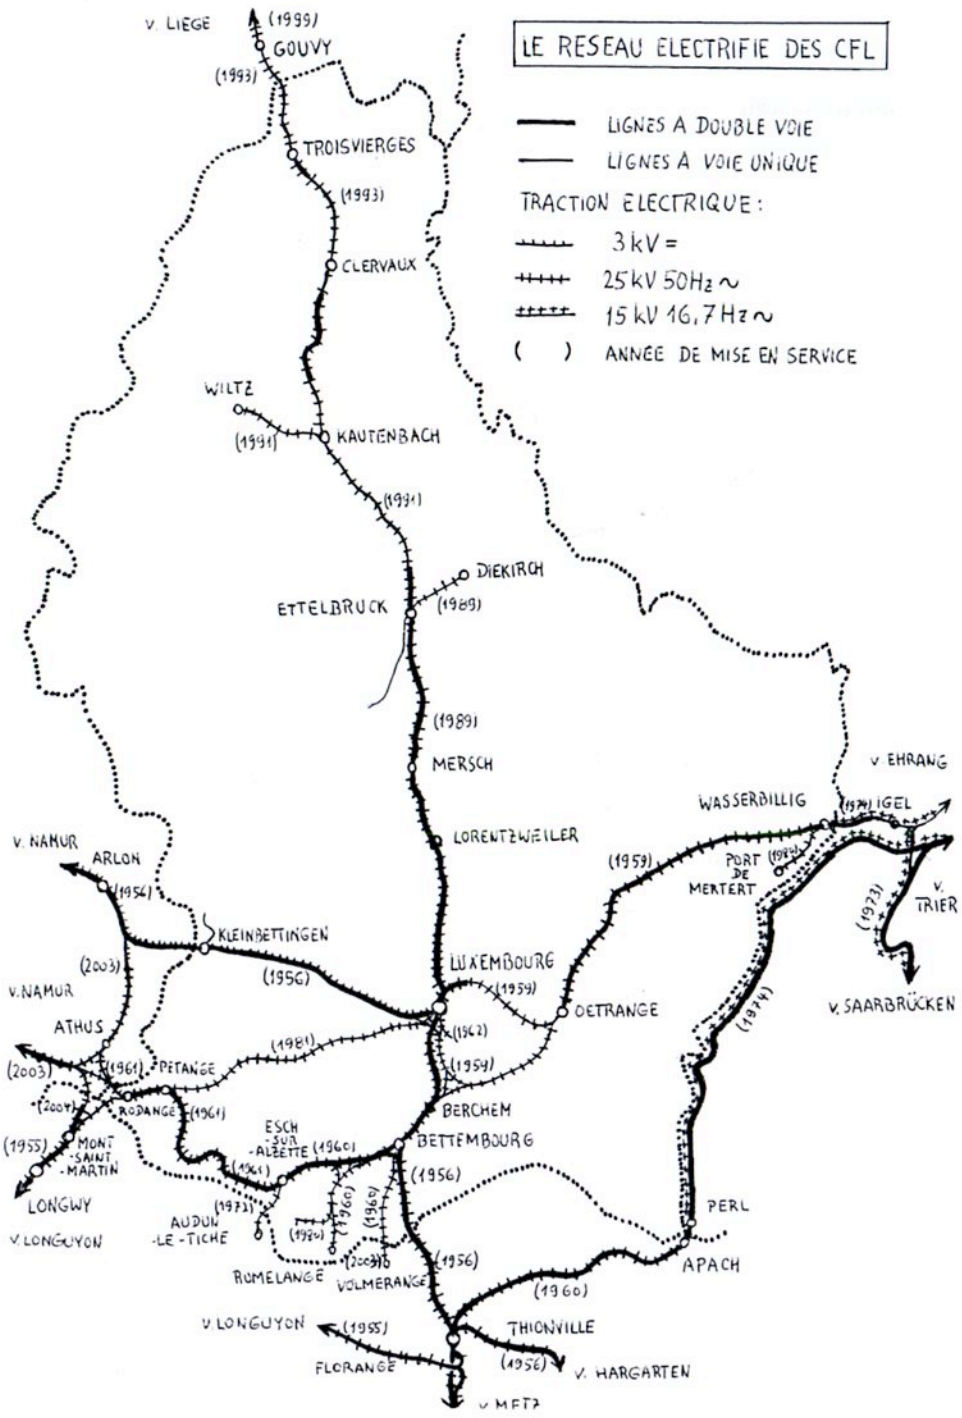 LE RESEAU ELECTRIFIE DES CFL
LIGNES A DOUBLE VOIE
LIGNES A VOIE UNIQUE
TRACTION ELECTRIQUE :
3 kV =
25 kV 50Hz ~
15 kV 16,7 Hz ~
( ) ANNÉE DE MISE EN SERVICE
v. LIEGE
(1999)
GOUVY
(1993)
TROISVIERGES
(1993)
CLERVAUX
WILTZ
(1991)
KAUTENBACH
(1991)
DIEKIRCH
ETTELBRUCK
(1989)
(1989)
MERSCH
v. EHRANG
WASSERBILLIG
(1974)
IGEL
LORENTZWEILER
v. NAMUR
ARLON
(1956)
(1959)
PORT
DE
MERTERT
(1973)
v.
TRIER
KLEINBETTINGEN
(2003)
(1956)
LUXEMBOURG
(1959)
v. NAMUR
OETRANGE
v. SAARBRÜCKEN
(1974)
ATHUS
(1962)
(1981)
(2003)
(1961)
PETANGE
(1959)
(2004)
RODANGE
(1961)
BERCHEM
ESCH
-SUR
-ALZETTE
(1960)
BETTEMBOURG
(1955)
MONT
-SAINT
-MARTIN
(1961)
(1956)
LONGWY
AUDUN
-LE-TICHE
(1960)
(1960)
PERL
v. LONGUYON
(2003)
(1956)
APACH
RUMELANGE
VOLMERANGE
(1960)
v. LONGUYON
(1955)
THIONVILLE
FLORANGE
(1956)
v. HARGARTEN
v. METZ